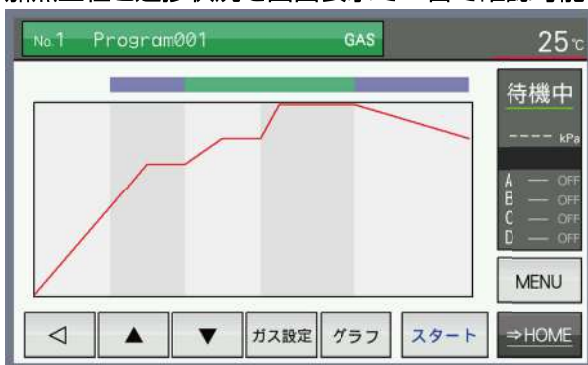 No.1 Program001 GAS 25℃
待機中
---- kPa
A — OFF
B — OFF
C — OFF
D — OFF
MENU
◁ ▲ ▼ ガス設定 グラフ スタート ⇒HOME